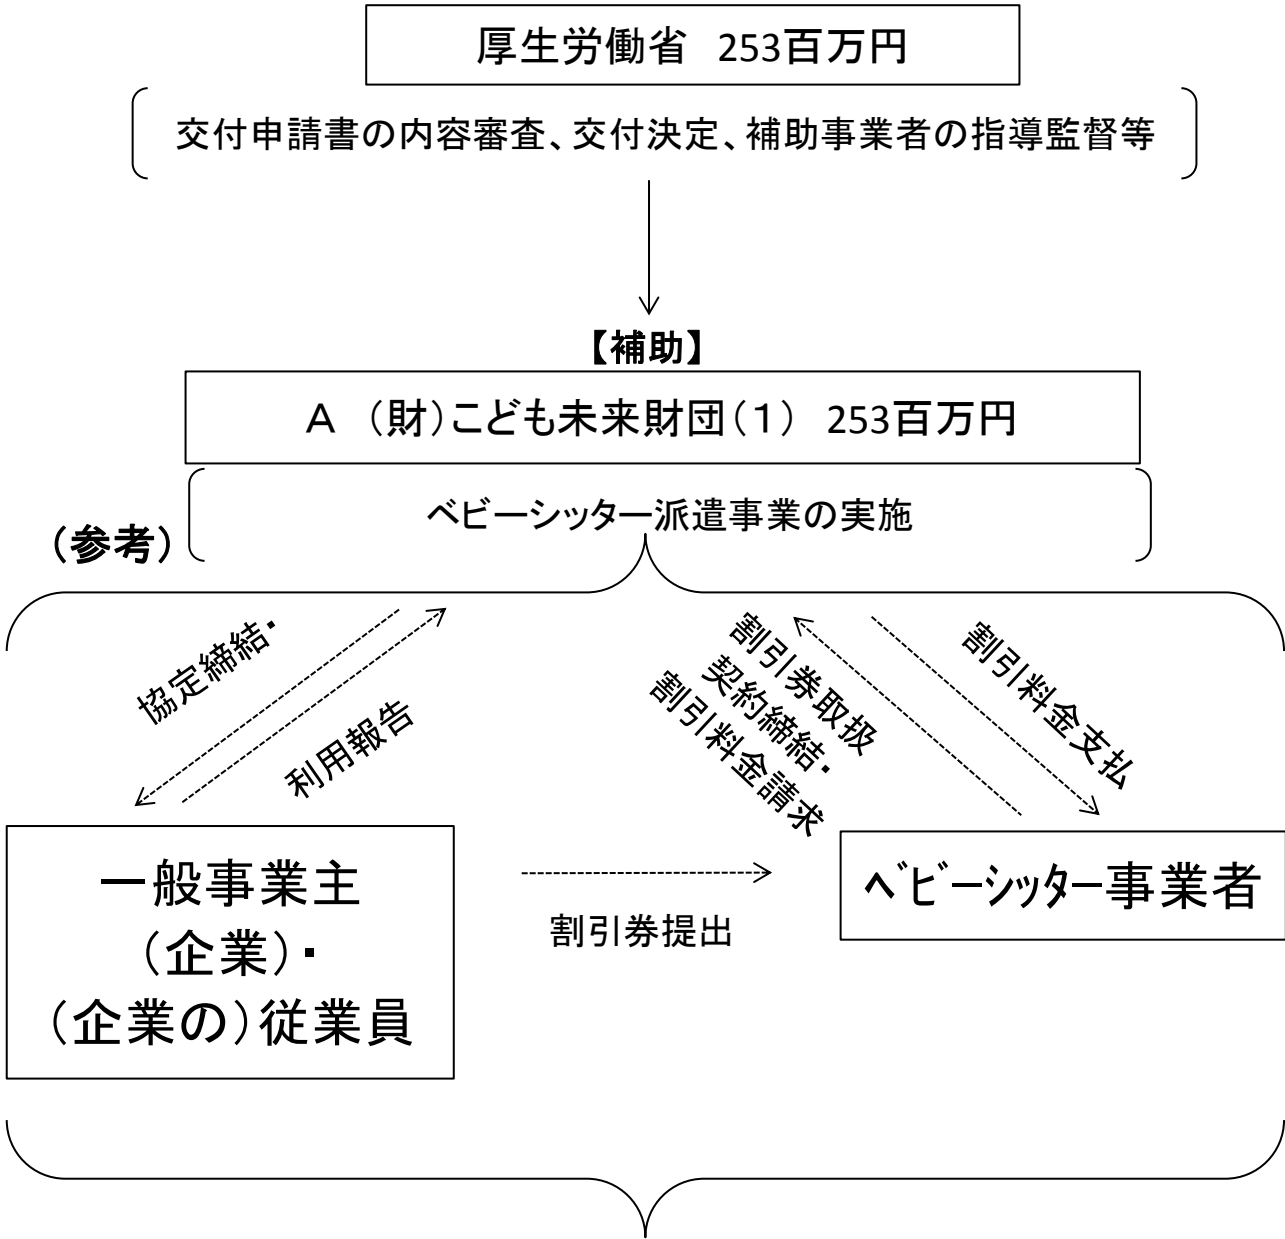 厚生労働省 253百万円
交付申請書の内容審査、交付決定、補助事業者の指導監督等
【補助】
A （財）こども未来財団（１） 253百万円
ベビーシッター派遣事業の実施
（参考）
協定締結・
利用報告
割引券取扱
契約締結・
割引料金請求
割引料金支払
一般事業主
（企業）・
（企業の）従業員
割引券提出
ベビーシッター事業者